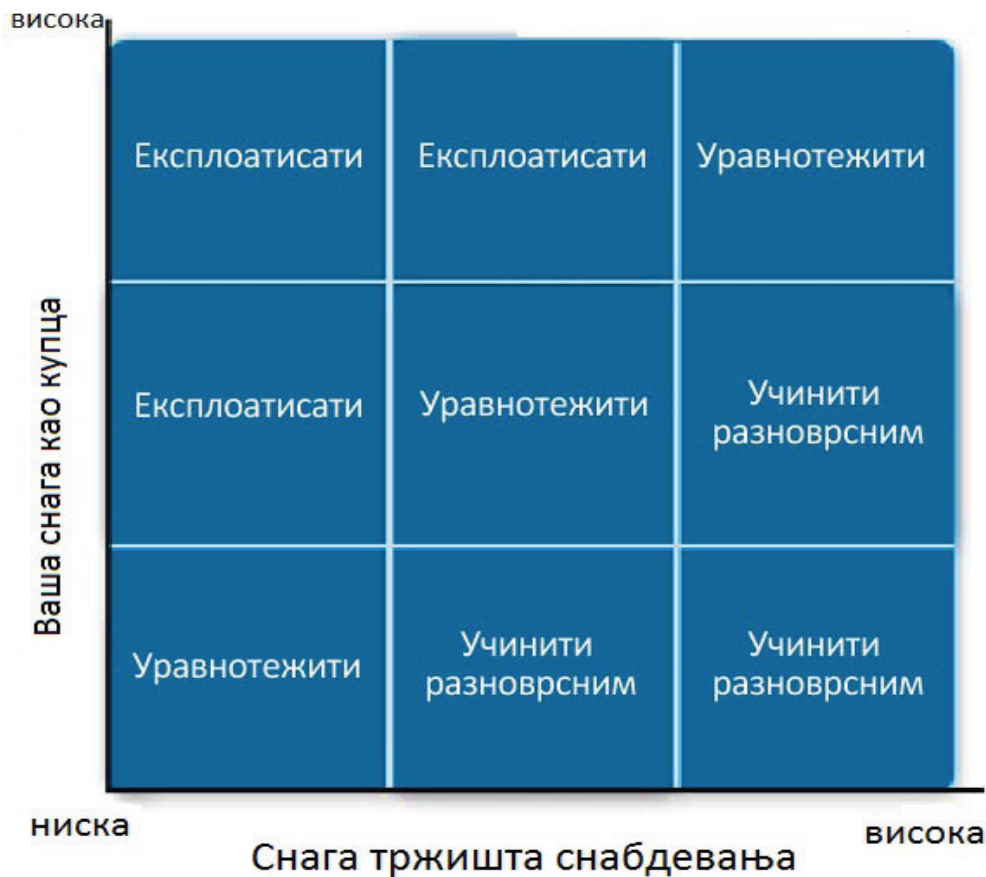 висока
Експлоатисати
Експлоатисати
Уравнотежити
Експлоатисати
Уравнотежити
Учинити
разноврсним
Уравнотежити
Учинити
разноврсним
Учинити
разноврсним
Ваша снага као купца
ниска
висока
Снага тржишта снабдевања